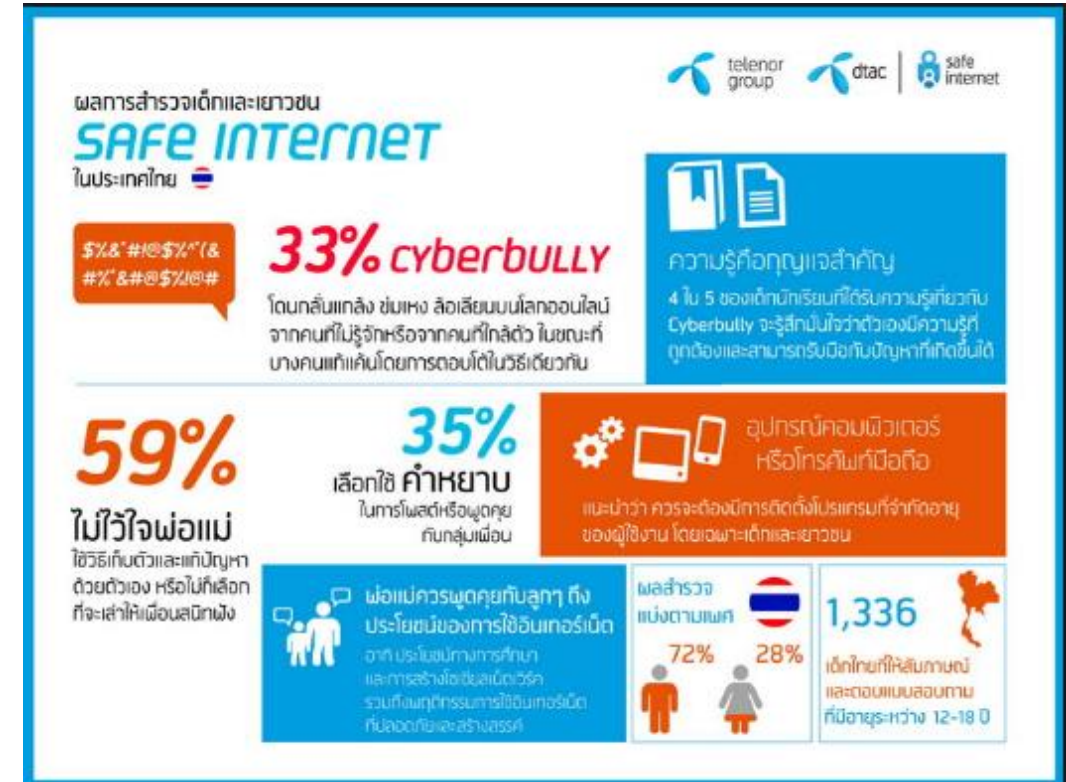 telenor
group
dtac
safe
internet
ผลการสำรวจเด็กและเยาวชน
SAFE INTERNET
ในประเทศไทย
$%&*#!@$%^*(&
#%*&#@$%!@#
33% cyberbully
โดนกลั่นแกล้ง ข่มเหง ล้อเลียนบนโลกออนไลน์
จากคนที่ไม่รู้จักหรือจากคนที่ใกล้ตัว ในขณะที่
บางคนแก้แค้นโดยการตอบโต้ในวิธีเดียวกัน
ความรู้คือกุญแจสำคัญ
4 ใน 5 ของเด็กนักเรียนที่ได้รับความรู้เกี่ยวกับ
Cyberbully จะรู้สึกมั่นใจว่าตัวเองมีความรู้ที่
ถูกต้องและสามารถรับมือกับปัญหาที่เกิดขึ้นได้
59%
ไม่ไว้ใจพ่อแม่
ใช้วิธีเก็บตัวและแก้ปัญหา
ด้วยตัวเอง หรือไม่ก็เลือก
ที่จะเล่าให้เพื่อนสนิทฟัง
35%
เลือกใช้ คำหยาบ
ในการโพสต์หรือพูดคุย
กับกลุ่มเพื่อน
อุปกรณ์คอมพิวเตอร์
หรือโทรศัพท์มือถือ
แนะนำว่า ควรจะต้องมีการติดตั้งโปรแกรมที่จำกัดอายุ
ของผู้ใช้งาน โดยเฉพาะเด็กและเยาวชน
พ่อแม่ควรพูดคุยกับลูกๆ ถึง
ประโยชน์ของการใช้อินเทอร์เน็ต
อาทิ ประโยชน์ทางการศึกษา
และการสร้างโซเชียลเน็ตเวิร์ค
รวมถึงพฤติกรรมการใช้อินเทอร์เน็ต
ที่ปลอดภัยและสร้างสรรค์
ผลสำรวจ
แบ่งตามเพศ
72% 28%
1,336
เด็กไทยที่ให้สัมภาษณ์
และตอบแบบสอบถาม
ที่มีอายุระหว่าง 12-18 ปี